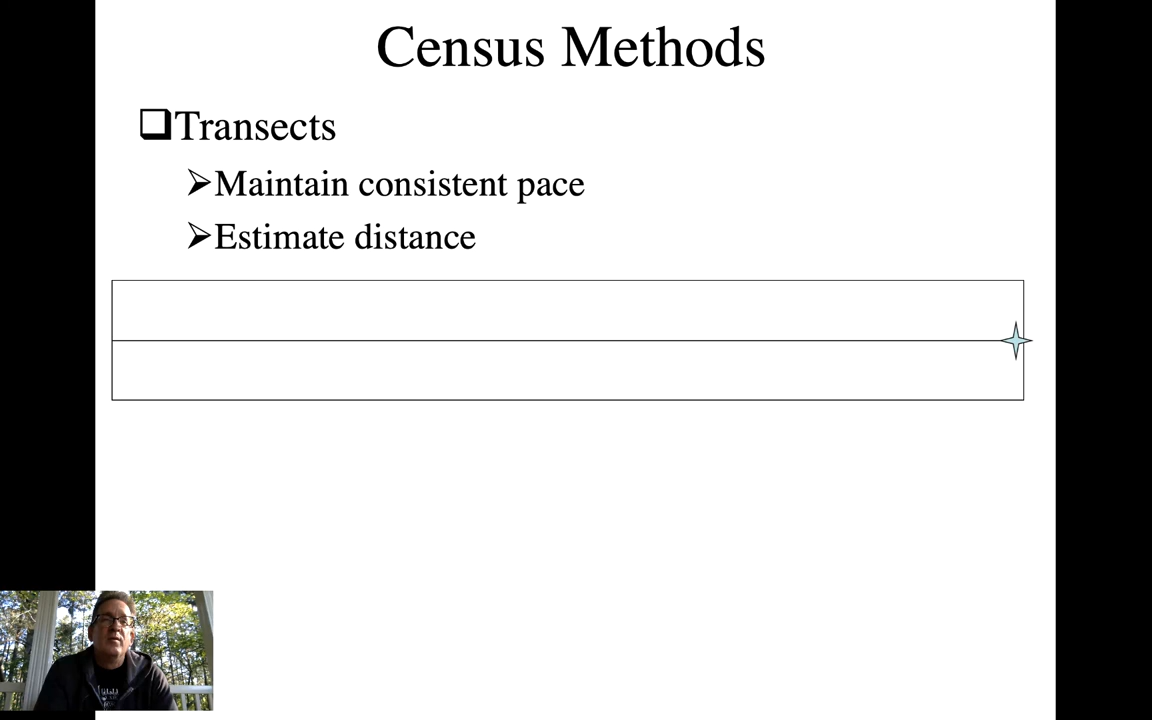 Census Methods
Transects
Maintain consistent pace
Estimate distance